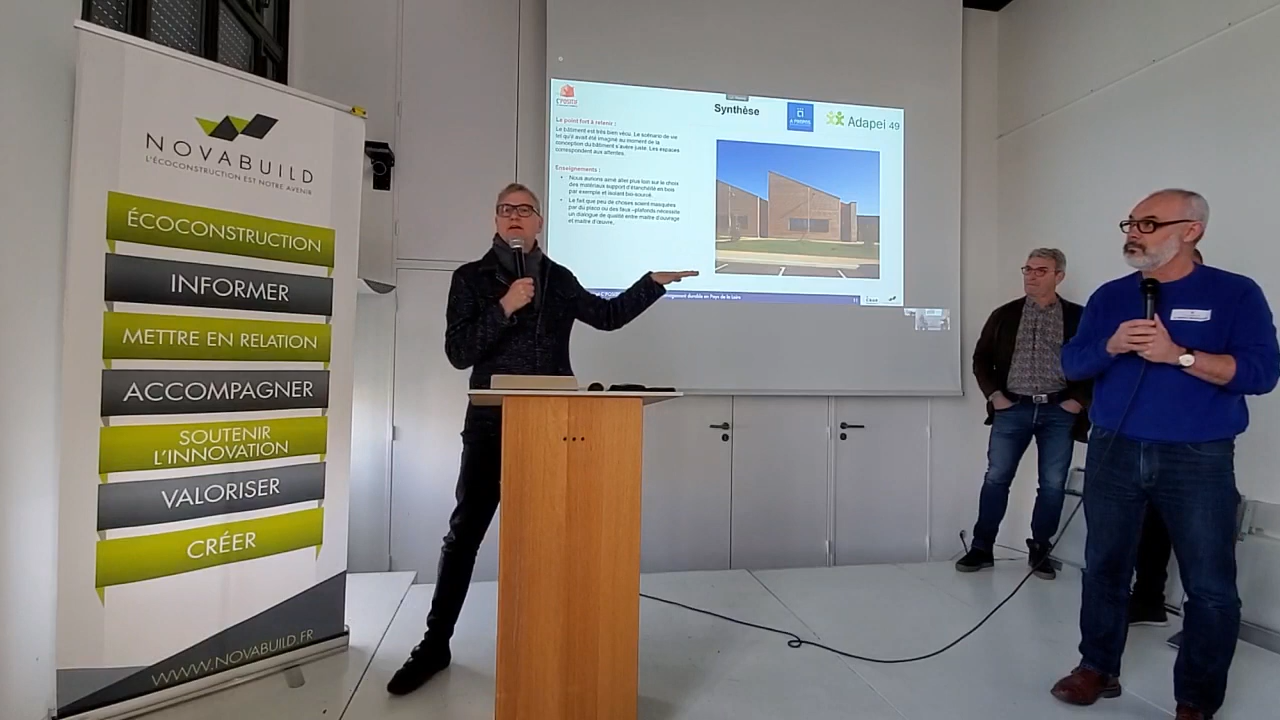 NOVABUILD
L'ÉCOCONSTRUCTION EST NOTRE AVENIR
ÉCOCONSTRUCTION
INFORMER
METTRE EN RELATION
ACCOMPAGNER
SOUTENIR
L'INNOVATION
VALORISER
CRÉER
WWW.NOVABUILD.FR
Synthèse
Adapei 49
Le point fort à retenir :
Le bâtiment est très bien vécu. Le scénario de vie
tel qu'il avait été imaginé au moment de la
conception du bâtiment s'avère juste. Les espaces
correspondent aux attentes.
Enseignements :
Nous aurions aimé aller plus loin sur le choix
des matériaux support d'étanchéité en bois
par exemple et isolant bio-sourcé.
Le fait que peu de choses soient masquées
par du placo ou des faux –plafonds nécessite
un dialogue de qualité entre maitre d'ouvrage
et maitre d'œuvre.
durable en Pays de la Loire